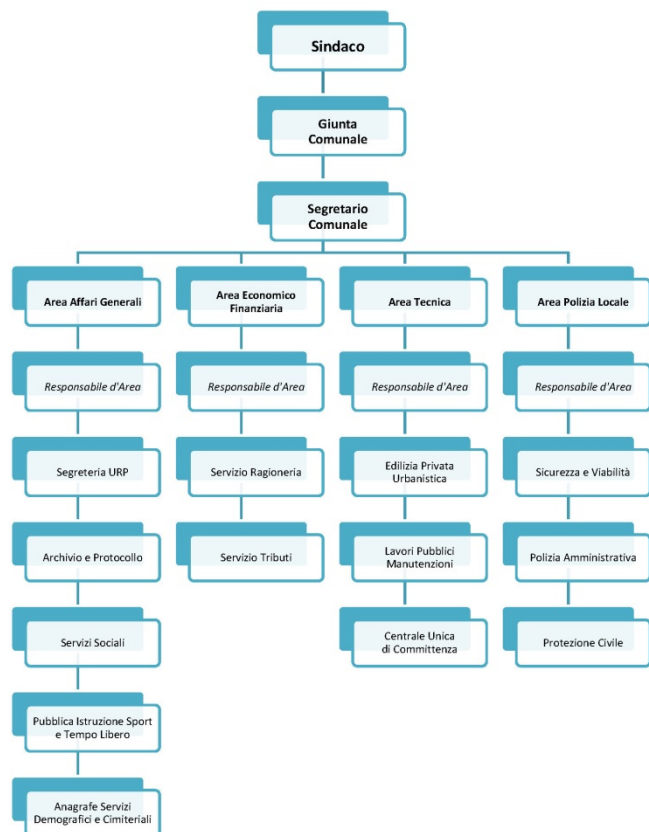 Sindaco
Giunta
Comunale
Segretario
Comunale
Area Affari Generali
Area Economico
Finanziaria
Area Tecnica
Area Polizia Locale
Responsabile d'Area
Responsabile d'Area
Responsabile d'Area
Responsabile d'Area
Segreteria URP
Servizio Ragioneria
Edilizia Privata
Urbanistica
Sicurezza e Viabilità
Archivio e Protocollo
Servizio Tributi
Lavori Pubblici
Manutenzioni
Polizia Amministrativa
Servizi Sociali
Centrale Unica
di Committenza
Protezione Civile
Pubblica Istruzione Sport
e Tempo Libero
Anagrafe Servizi
Demografici e Cimiteriali